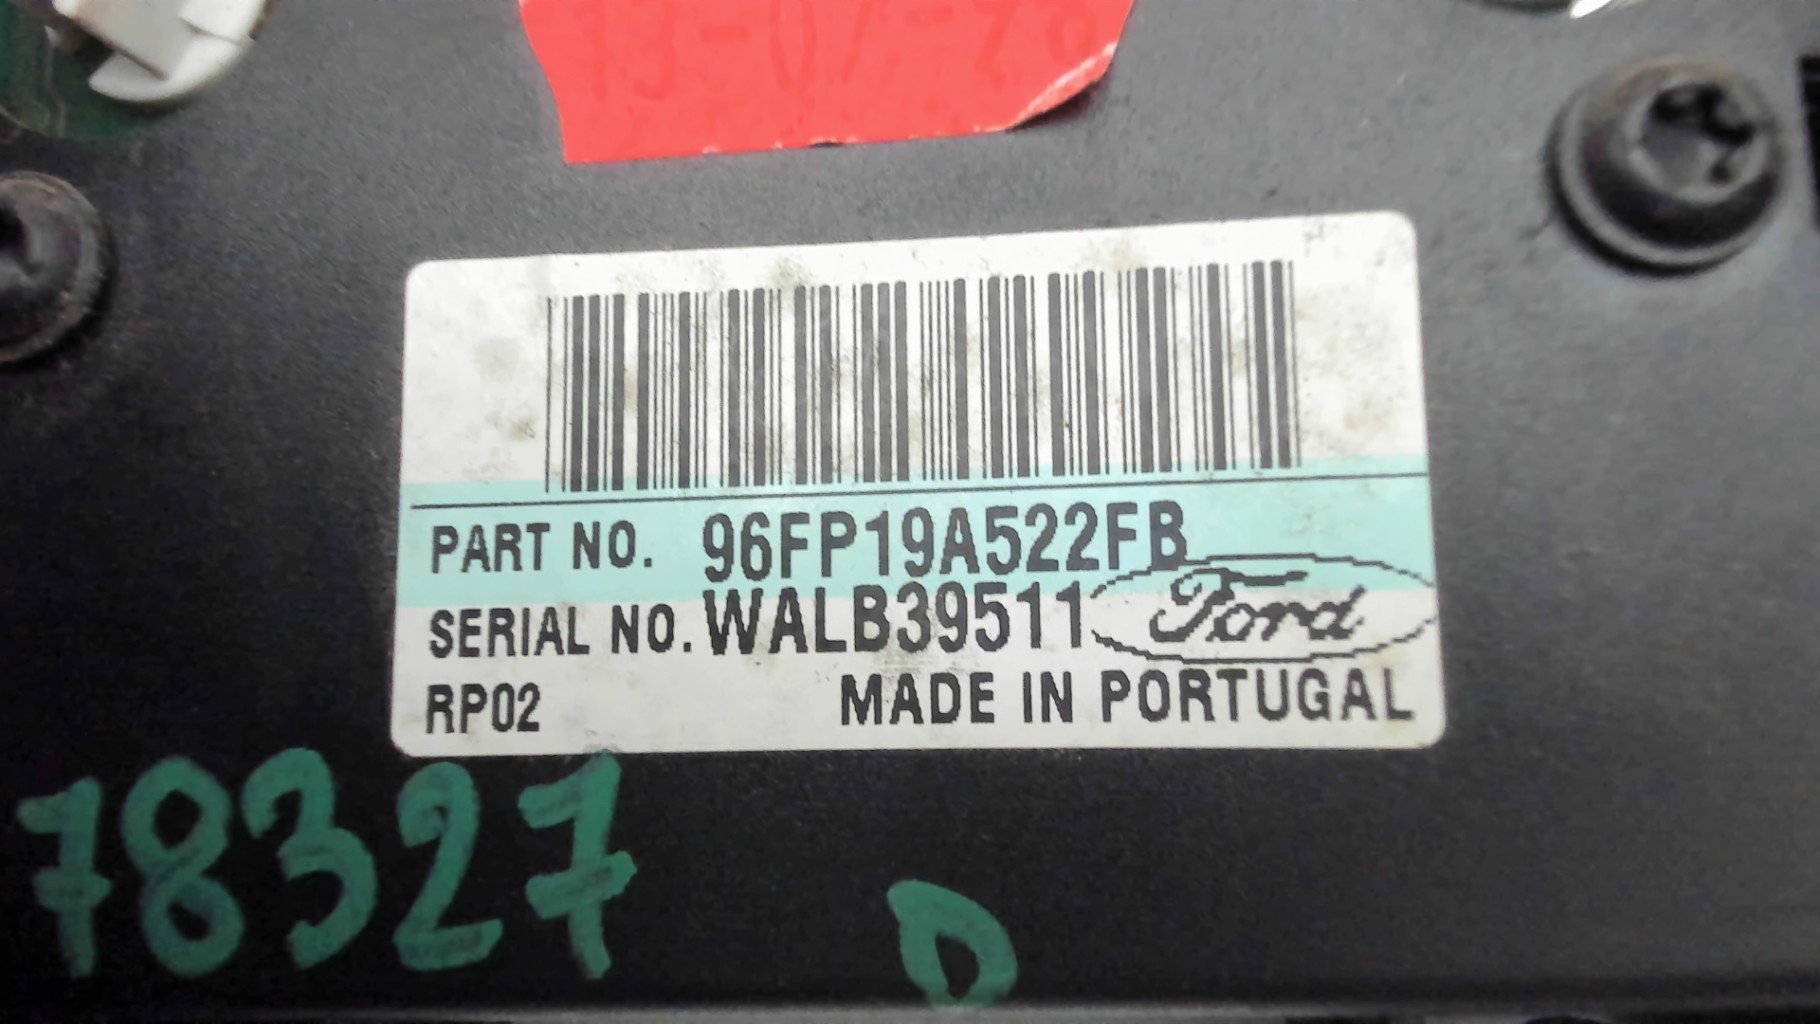 PART NO. 96FP19A522FB
SERIAL NO. WALB39511 Ford
RP02 MADE IN PORTUGAL
78327
D